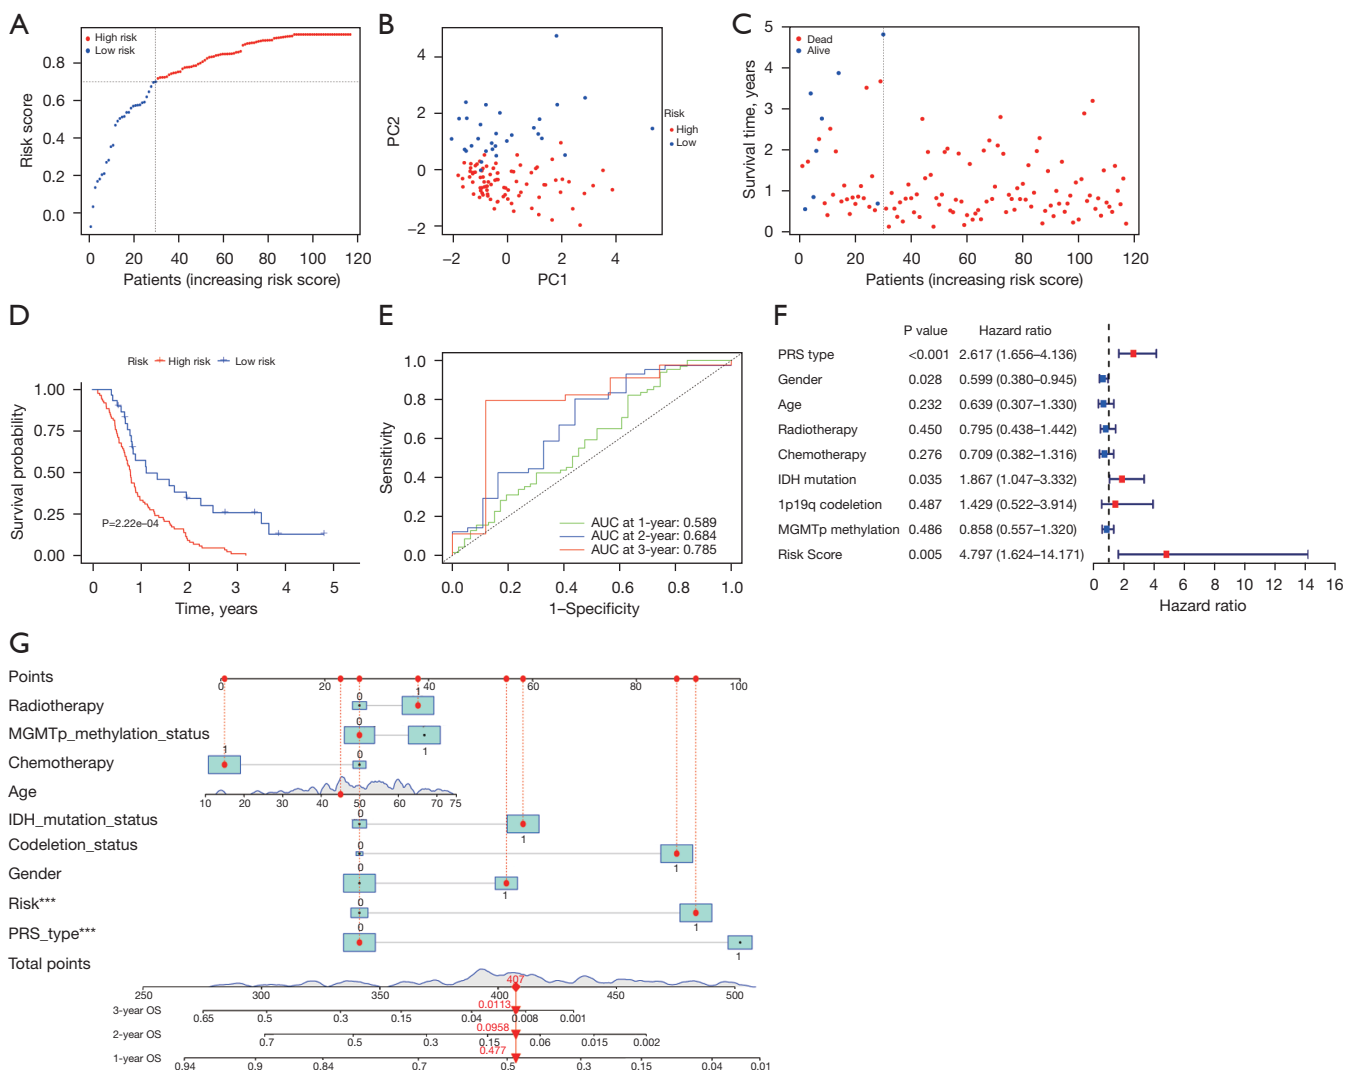 A
High risk
Low risk
0.8
0.6
0.4
0.2
0.0
Risk score
0 20 40 60 80 100 120
Patients (increasing risk score)
B
4
2
0
−2
PC2
−2 0 2 4
PC1
Risk
High
Low
C
Dead
Alive
5
4
3
2
1
0
Survival time, years
0 20 40 60 80 100 120
Patients (increasing risk score)
D
Risk High risk Low risk
1.00
0.75
0.50
0.25
0.00
Survival probability
P=2.22e−04
0 1 2 3 4 5
Time, years
E
1.0
0.8
0.6
0.4
0.2
0.0
Sensitivity
AUC at 1-year: 0.589
AUC at 2-year: 0.684
AUC at 3-year: 0.785
0.0 0.2 0.4 0.6 0.8 1.0
1−Specificity
F
P value Hazard ratio
PRS type <0.001 2.617 (1.656−4.136)
Gender 0.028 0.599 (0.380−0.945)
Age 0.232 0.639 (0.307−1.330)
Radiotherapy 0.450 0.795 (0.438−1.442)
Chemotherapy 0.276 0.709 (0.382−1.316)
IDH mutation 0.035 1.867 (1.047−3.332)
1p19q codeletion 0.487 1.429 (0.522−3.914)
MGMTp methylation 0.486 0.858 (0.557−1.320)
Risk Score 0.005 4.797 (1.624−14.171)
0 2 4 6 8 10 12 14 16
Hazard ratio
G
Points
0 20 40 60 80 100
Radiotherapy
0 1
MGMTp_methylation_status
0 1
Chemotherapy
1 0
Age
10 20 30 40 50 60 70 75
IDH_mutation_status
0 1
Codeletion_status
0 1
Gender
0 1
Risk***
0 1
PRS_type***
0 1
Total points
407
250 300 350 400 450 500
0.0113
3-year OS
0.65 0.5 0.3 0.15 0.04 0.008 0.001
0.0958
2-year OS
0.7 0.5 0.3 0.15 0.06 0.015 0.002
0.477
1-year OS
0.94 0.9 0.84 0.7 0.5 0.3 0.15 0.04 0.01